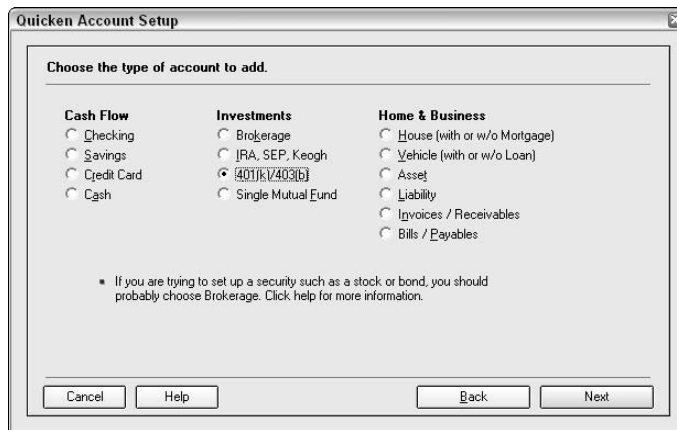 Quicken Account Setup
Choose the type of account to add.
Cash Flow
Checking
Savings
Credit Card
Cash
Investments
Brokerage
IRA, SEP, Keogh
401(k)/403(b)
Single Mutual Fund
Home & Business
House (with or w/o Mortgage)
Vehicle (with or w/o Loan)
Asset
Liability
Invoices / Receivables
Bills / Payables
If you are trying to set up a security such as a stock or bond, you should
probably choose Brokerage. Click help for more information.
Cancel
Help
Back
Next